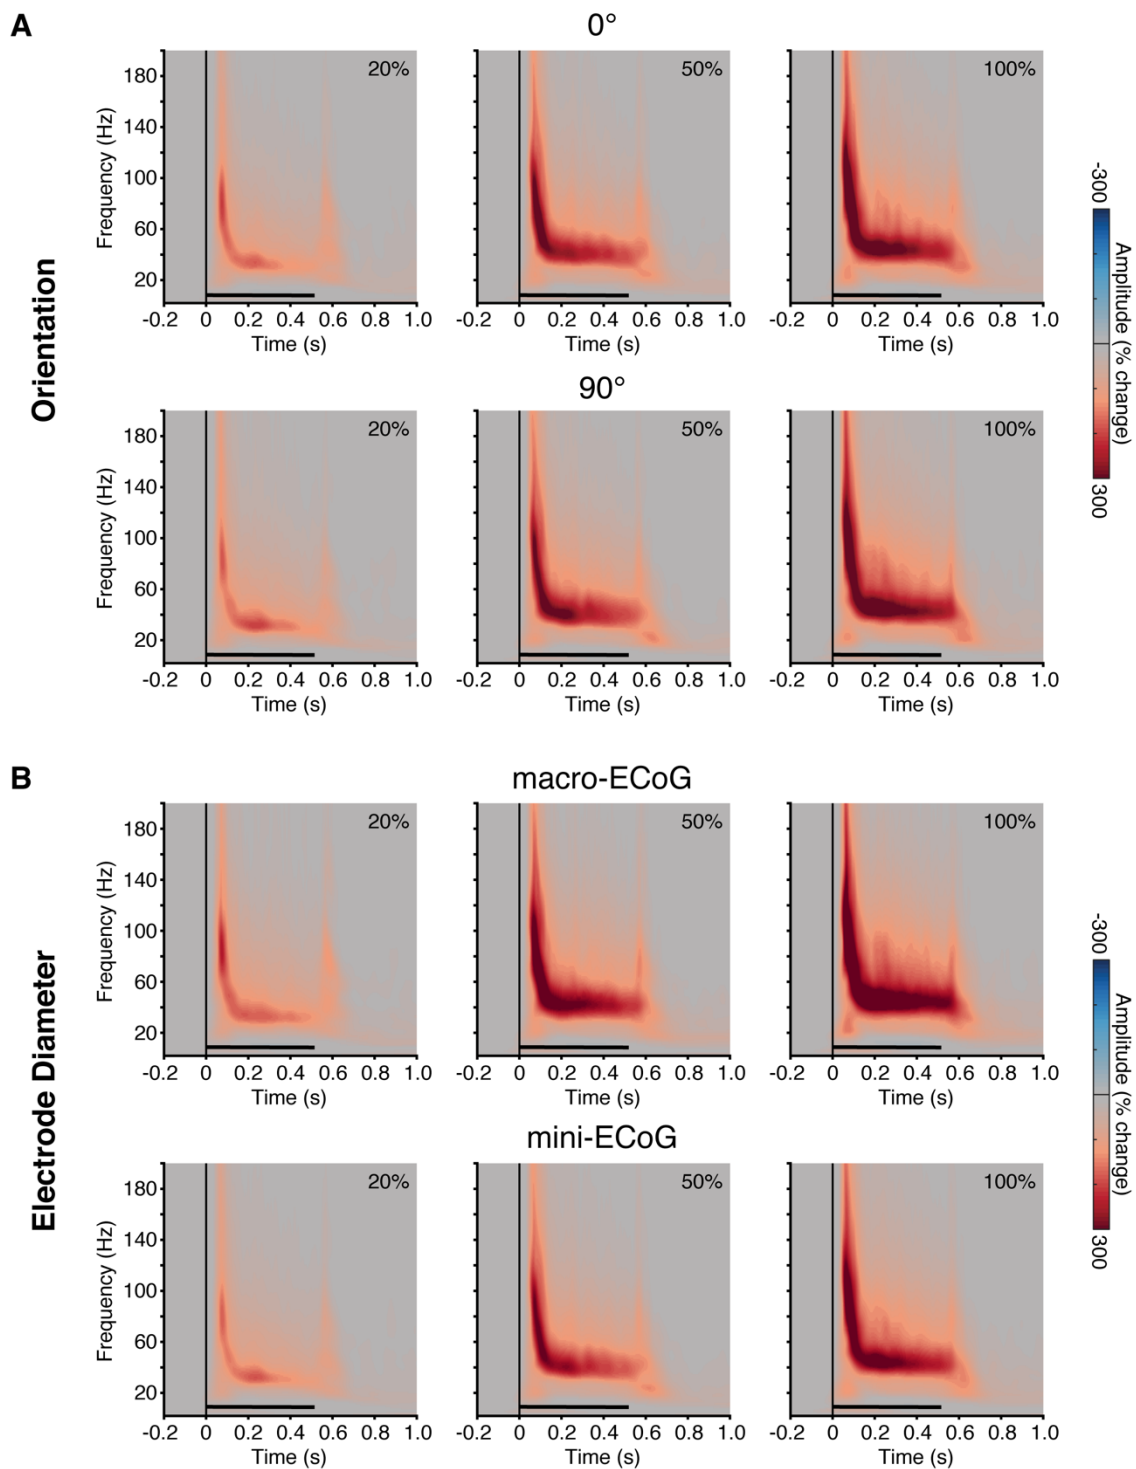 A
0°
Orientation
20%
50%
100%
Frequency (Hz)
180
140
100
60
20
-0.2 0 0.2 0.4 0.6 0.8 1.0
-0.2 0 0.2 0.4 0.6 0.8 1.0
-0.2 0 0.2 0.4 0.6 0.8 1.0
Time (s)
Time (s)
Time (s)
-300
Amplitude (% change)
300
90°
20%
50%
100%
Frequency (Hz)
180
140
100
60
20
-0.2 0 0.2 0.4 0.6 0.8 1.0
-0.2 0 0.2 0.4 0.6 0.8 1.0
-0.2 0 0.2 0.4 0.6 0.8 1.0
Time (s)
Time (s)
Time (s)
B
macro-ECoG
Electrode Diameter
20%
50%
100%
Frequency (Hz)
180
140
100
60
20
-0.2 0 0.2 0.4 0.6 0.8 1.0
-0.2 0 0.2 0.4 0.6 0.8 1.0
-0.2 0 0.2 0.4 0.6 0.8 1.0
Time (s)
Time (s)
Time (s)
-300
Amplitude (% change)
300
mini-ECoG
20%
50%
100%
Frequency (Hz)
180
140
100
60
20
-0.2 0 0.2 0.4 0.6 0.8 1.0
-0.2 0 0.2 0.4 0.6 0.8 1.0
-0.2 0 0.2 0.4 0.6 0.8 1.0
Time (s)
Time (s)
Time (s)